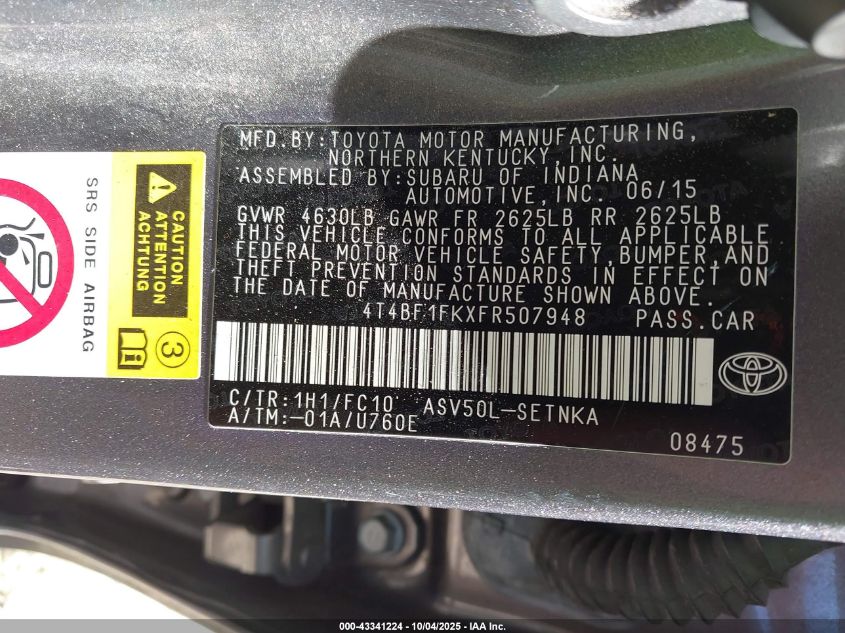 SRS SIDE AIRBAG
ATTENTION
ACHTUNG
3
MFD.BY:TOYOTA MOTOR MANUFACTURING,
NORTHERN KENTUCKY,INC.
ASSEMBLED BY:SUBARU OF INDIANA
AUTOMOTIVE,INC. 06/15
GVWR 4630LB GAWR FR 2625LB RR 2625LB
THIS VEHICLE CONFORMS TO ALL APPLICABLE
FEDERAL MOTOR VEHICLE SAFETY,BUMPER,AND
THEFT PREVENTION STANDARDS IN EFFECT ON
THE DATE OF MANUFACTURE SHOWN ABOVE.
4T4BF1FKXFR507948 PASS.CAR
C/TR:1H1/FC10 ASV50L-SETNKA
A/TM:-01A/U760E
08475
000-43341224 - 10/04/2025 - IAA Inc.